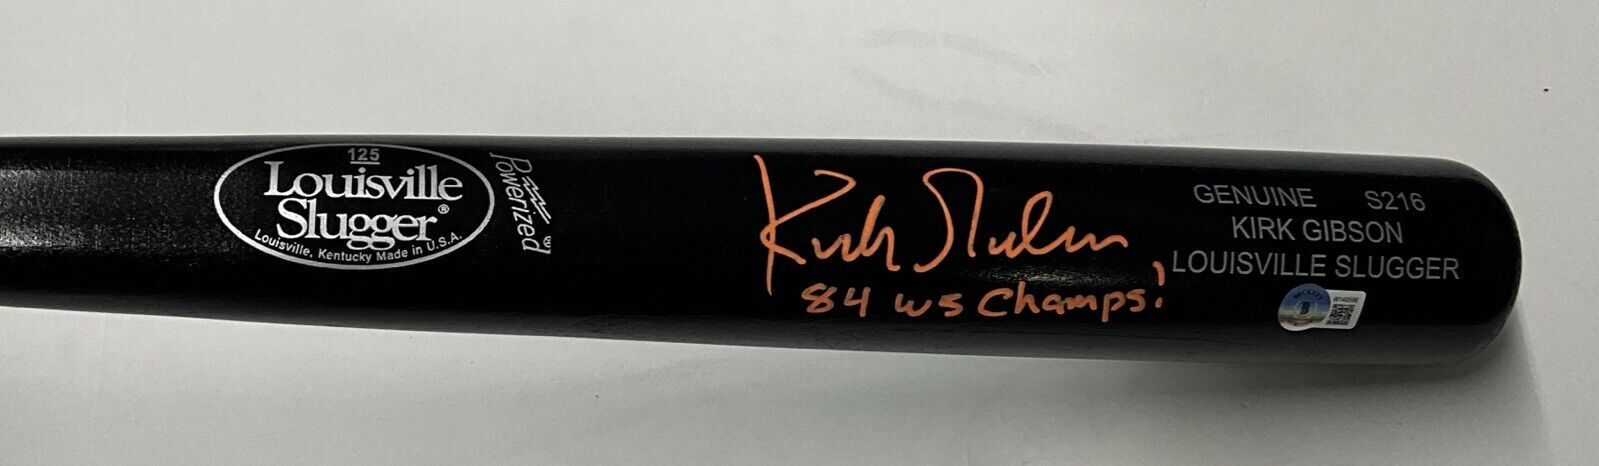 125
Louisville
Slugger®
Louisville, Kentucky Made in U.S.A.
Powerized
Kirk Gibson
84 WS Champs!
GENUINE S216
KIRK GIBSON
LOUISVILLE SLUGGER
BECKETT
B